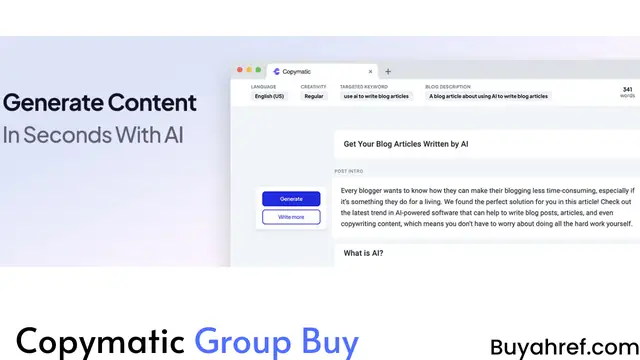 Generate Content
In Seconds With AI
Copymatic
LANGUAGE CREATIVITY TARGETED KEYWORD BLOG DESCRIPTION
English (US) Regular use ai to write blog articles A blog article about using AI to write blog articles
341
words
Get Your Blog Articles Written by AI
POST INTRO
Generate
Write more
Every blogger wants to know how they can make their blogging less time-consuming, especially if
it's something they do for a living. We found the perfect solution for you in this article! Check out
the latest trend in AI-powered software that can help to write blog posts, articles, and even
copywriting content, which means you don't have to worry about doing all the hard work yourself.
What is AI?
Copymatic Group Buy
Buyahref.com